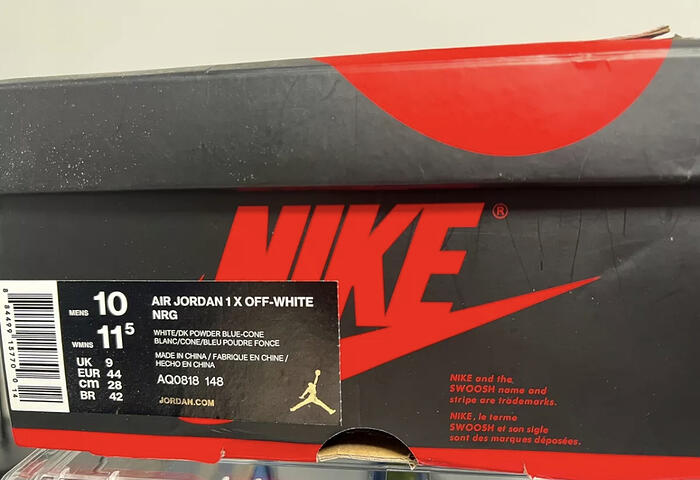 NIKE®
MENS 10
WMNS 11⁵
UK 9
EUR 44
CM 28
BR 42
AIR JORDAN 1 X OFF-WHITE
NRG
WHITE/DK POWDER BLUE-CONE
BLANC/CONE/BLEU POUDRE FONCE
MADE IN CHINA / FABRIQUE EN CHINE /
HECHO EN CHINA
AQ0818 148
JORDAN.COM
NIKE and the
SWOOSH name and
stripe are trademarks.
NIKE, le terme
SWOOSH et son sigle
sont des marques déposées.